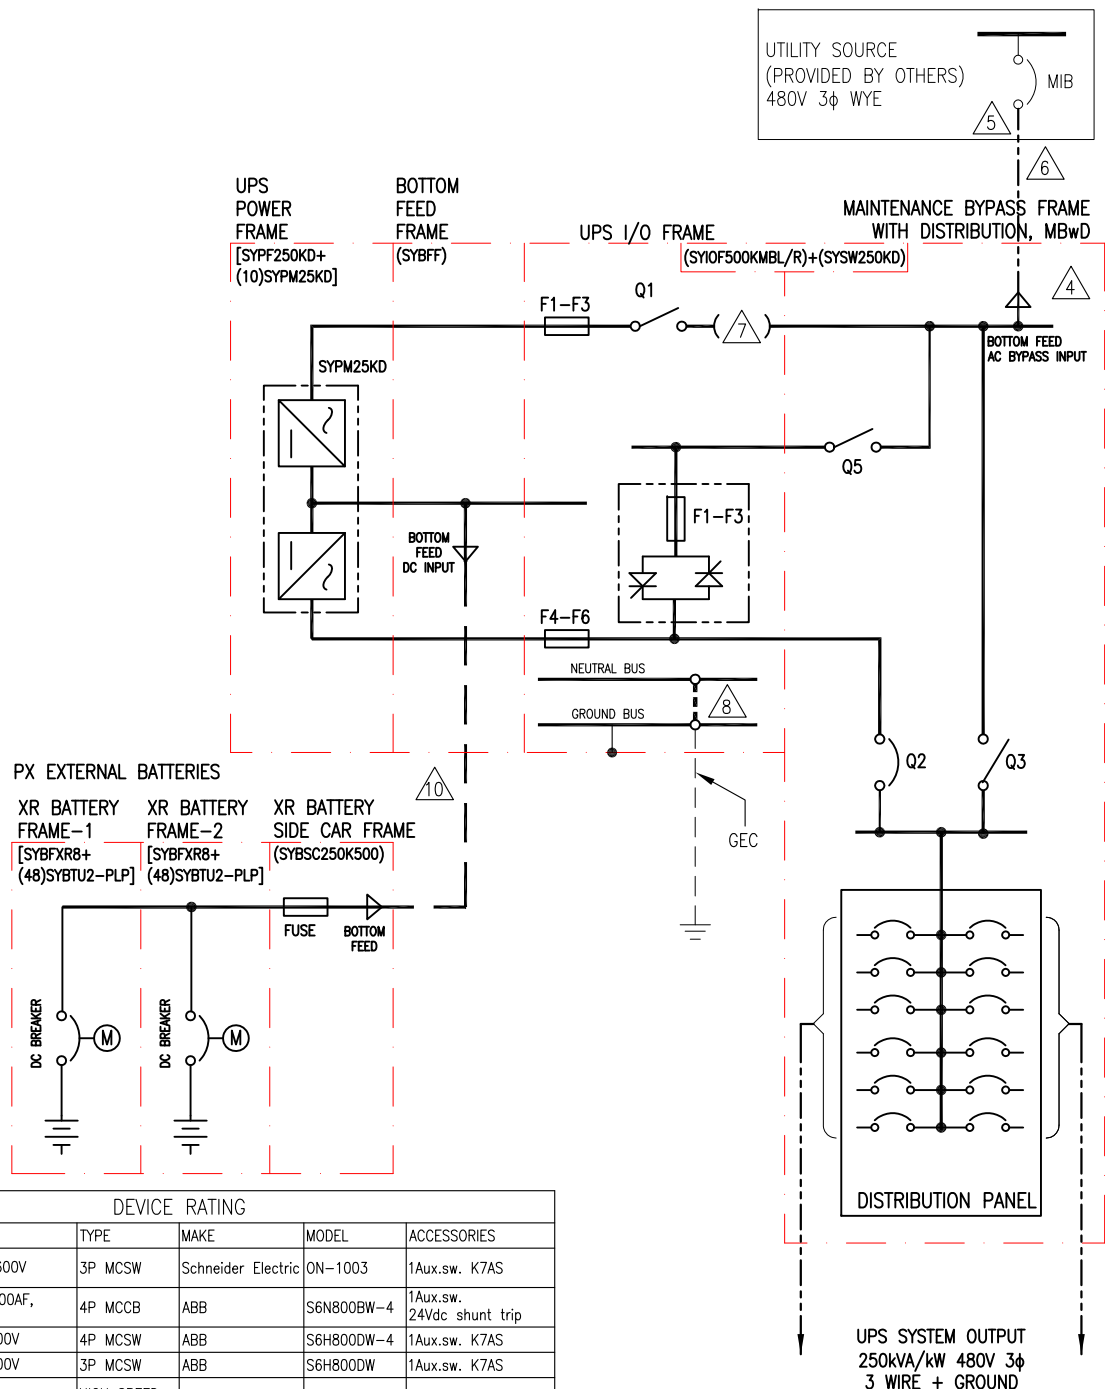 UTILITY SOURCE
(PROVIDED BY OTHERS)
480V 3ϕ WYE
MIB
5
6
UPS
POWER
FRAME
[SYPF250KD+
(10)SYPM25KD]
BOTTOM
FEED
FRAME
(SYBFF)
UPS I/O FRAME
(SYIOF500KMBL/R)+(SYSW250KD)
MAINTENANCE BYPASS FRAME
WITH DISTRIBUTION, MBwD
4
F1-F3
Q1
7
BOTTOM FEED
AC BYPASS INPUT
SYPM25KD
Q5
F1-F3
BOTTOM
FEED
DC INPUT
F4-F6
NEUTRAL BUS
8
GROUND BUS
Q2
Q3
GEC
10
PX EXTERNAL BATTERIES
XR BATTERY
FRAME-1
[SYBFXR8+
(48)SYBTU2-PLP]
XR BATTERY
FRAME-2
[SYBFXR8+
(48)SYBTU2-PLP]
XR BATTERY
SIDE CAR FRAME
(SYBSC250K500)
FUSE
BOTTOM
FEED
DC BREAKER
M
DC BREAKER
M
DISTRIBUTION PANEL
UPS SYSTEM OUTPUT
250kVA/kW 480V 3ϕ
3 WIRE + GROUND
DEVICE RATING
TYPE MAKE MODEL ACCESSORIES
600V 3P MCSW Schneider Electric ON-1003 1Aux.sw. K7AS
00AF, 4P MCCB ABB S6N800BW-4 1Aux.sw.
24Vdc shunt trip
00V 4P MCSW ABB S6H800DW-4 1Aux.sw. K7AS
00V 3P MCSW ABB S6H800DW 1Aux.sw. K7AS